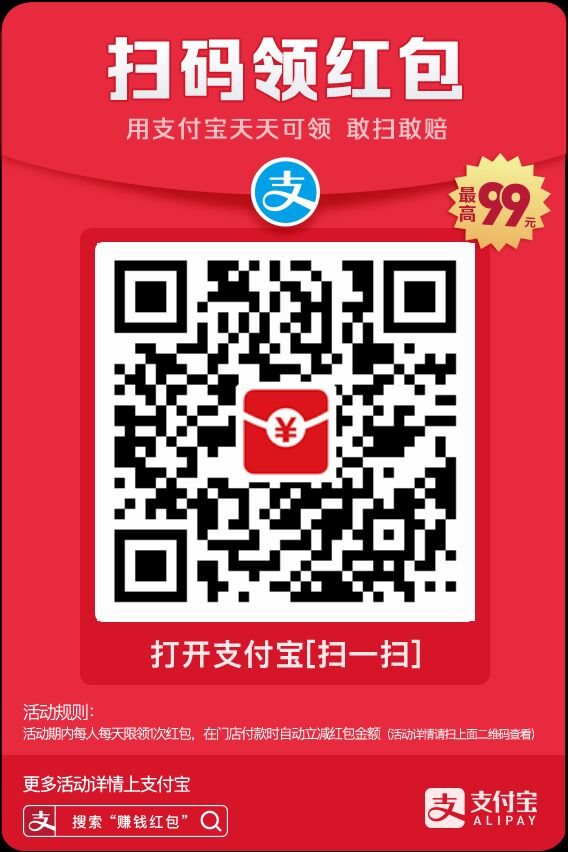 扫码领红包
用支付宝天天可领 敢扫敢赔
支
最高99元
¥
打开支付宝[扫一扫]
活动规则：
活动期内每人每天限领1次红包，在门店付款时自动立减红包金额（活动详情请扫上面二维码查看）
更多活动详情上支付宝
支 搜索“赚钱红包”
支 支付宝
ALIPAY